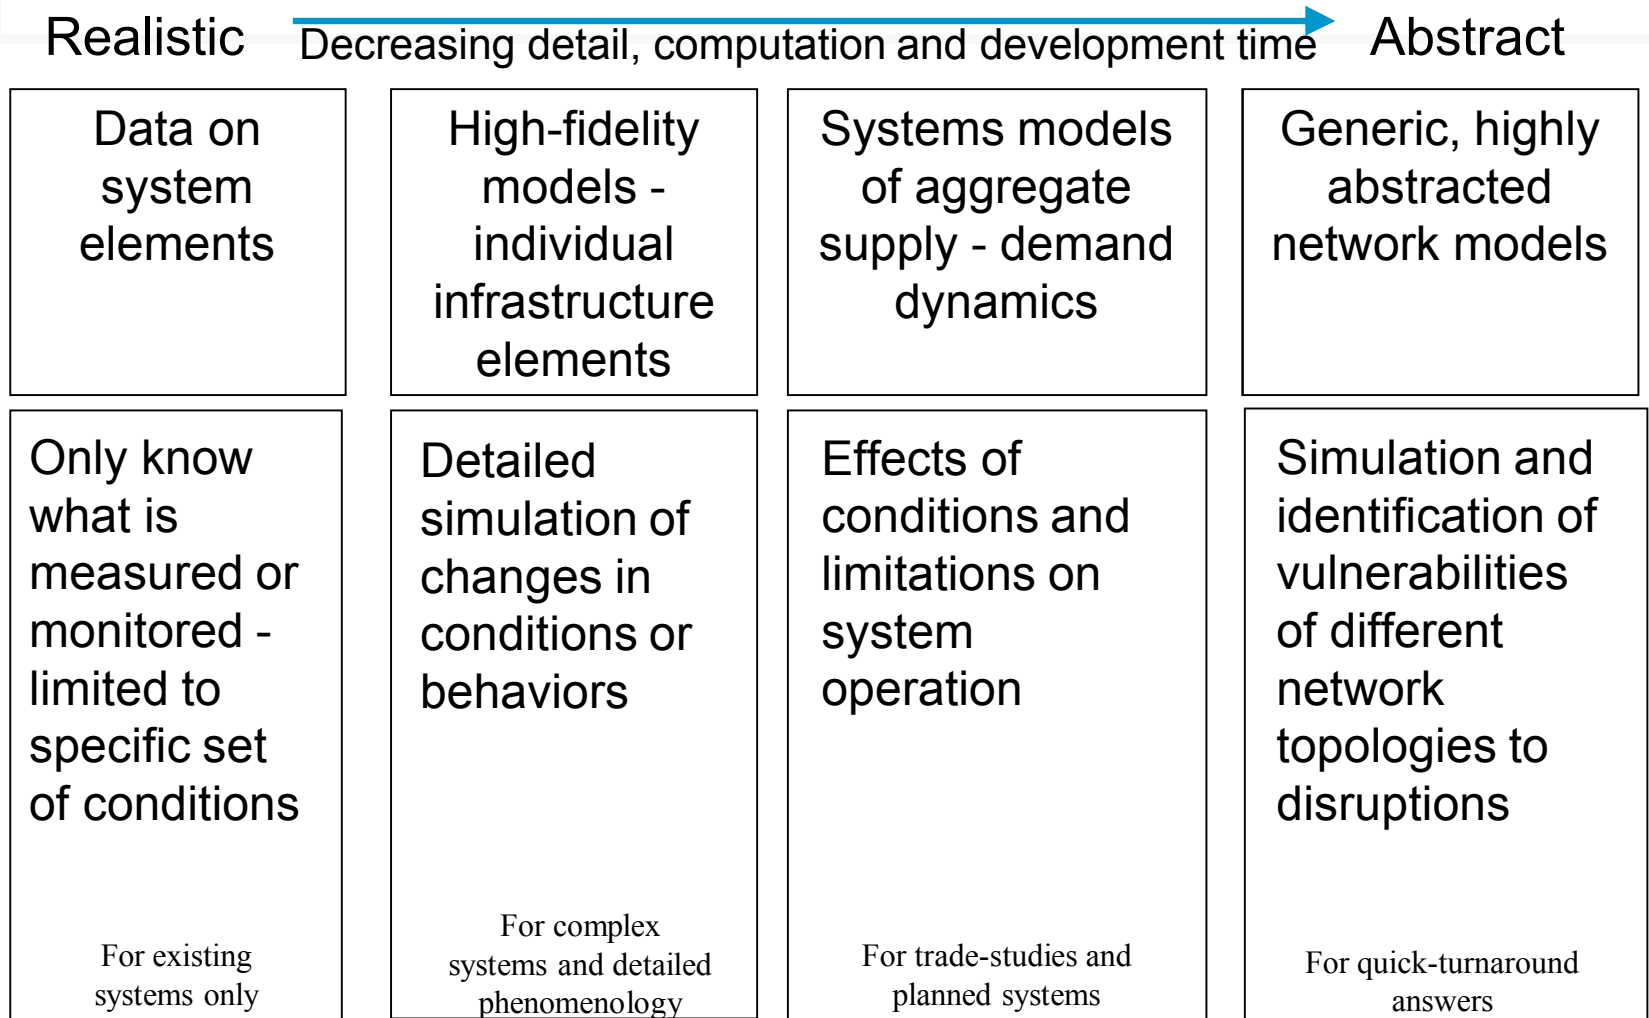 Realistic
Decreasing detail, computation and development time
Abstract
Data on
system
elements
High-fidelity
models -
individual
infrastructure
elements
Systems models
of aggregate
supply - demand
dynamics
Generic, highly
abstracted
network models
Only know
what is
measured or
monitored -
limited to
specific set
of conditions
For existing
systems only
Detailed
simulation of
changes in
conditions or
behaviors
For complex
systems and detailed
phenomenology
Effects of
conditions and
limitations on
system
operation
For trade-studies and
planned systems
Simulation and
identification of
vulnerabilities
of different
network
topologies to
disruptions
For quick-turnaround
answers